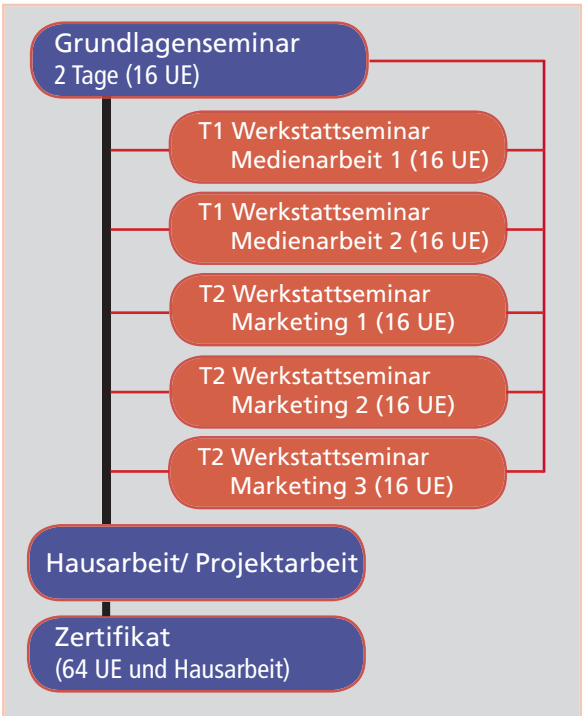 Grundlagenseminar
2 Tage (16 UE)
T1 Werkstattseminar
Medienarbeit 1 (16 UE)
T1 Werkstattseminar
Medienarbeit 2 (16 UE)
T2 Werkstattseminar
Marketing 1 (16 UE)
T2 Werkstattseminar
Marketing 2 (16 UE)
T2 Werkstattseminar
Marketing 3 (16 UE)
Hausarbeit/ Projektarbeit
Zertifikat
(64 UE und Hausarbeit)